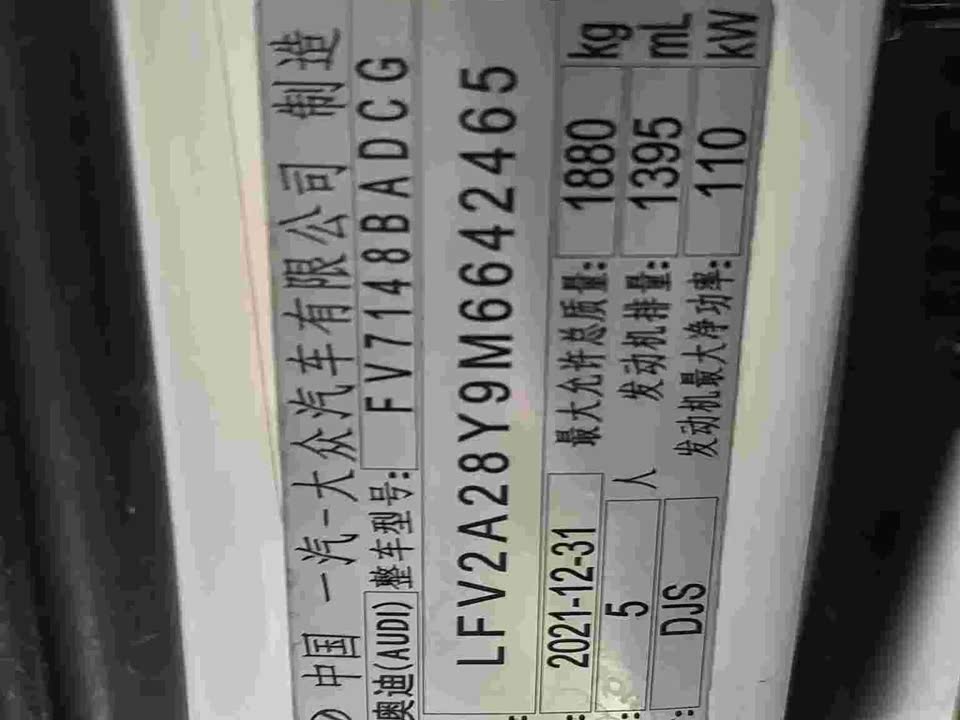 中国 一汽-大众汽车有限公司 制造
奥迪(AUDI) 整车型号: FV7148BADCG
LFV2A28Y9M6642465
2021-12-31 最大允许总质量: 1880 kg
5 人 发动机排量: 1395 mL
DJS 发动机最大净功率: 110 kW